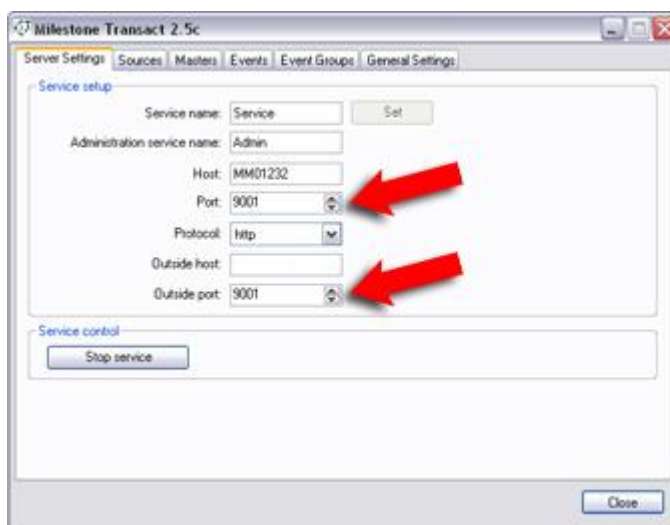 Milestone Transact 2.5c
Server Settings Sources Masters Events Event Groups General Settings
Service setup
Service name: Service Set
Administration service name: Admin
Host: MM01232
Port: 9001
Protocol: http
Outside host:
Outside port: 9001
Service control
Stop service
Close